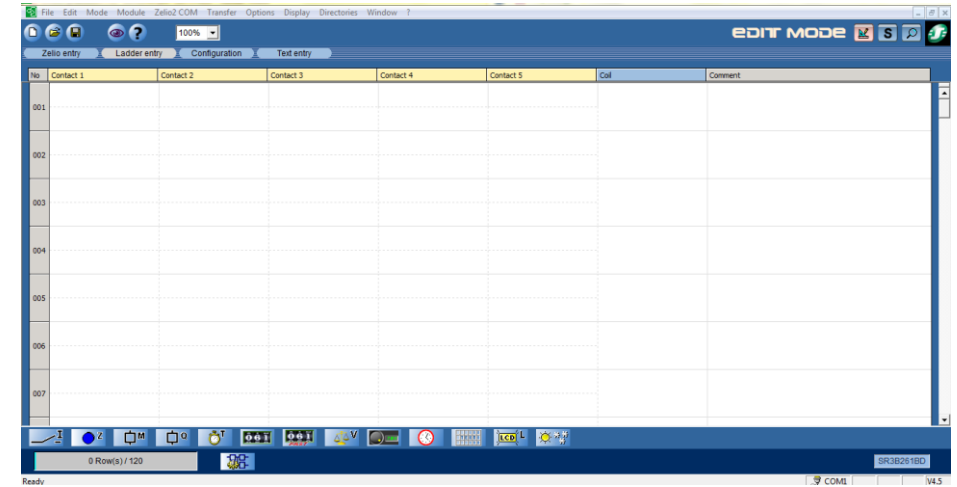 File Edit Mode Module Zelio2 COM Transfer Options Display Directories Window ?
100% EDIT MODE S
Zelio entry Ladder entry Configuration Text entry
No Contact 1 Contact 2 Contact 3 Contact 4 Contact 5 Coil Comment
001
002
003
004
005
006
007
I Z M Q T V LCD L
0 Row(s) / 120 SR3B261BD
Ready COM1 V4.5